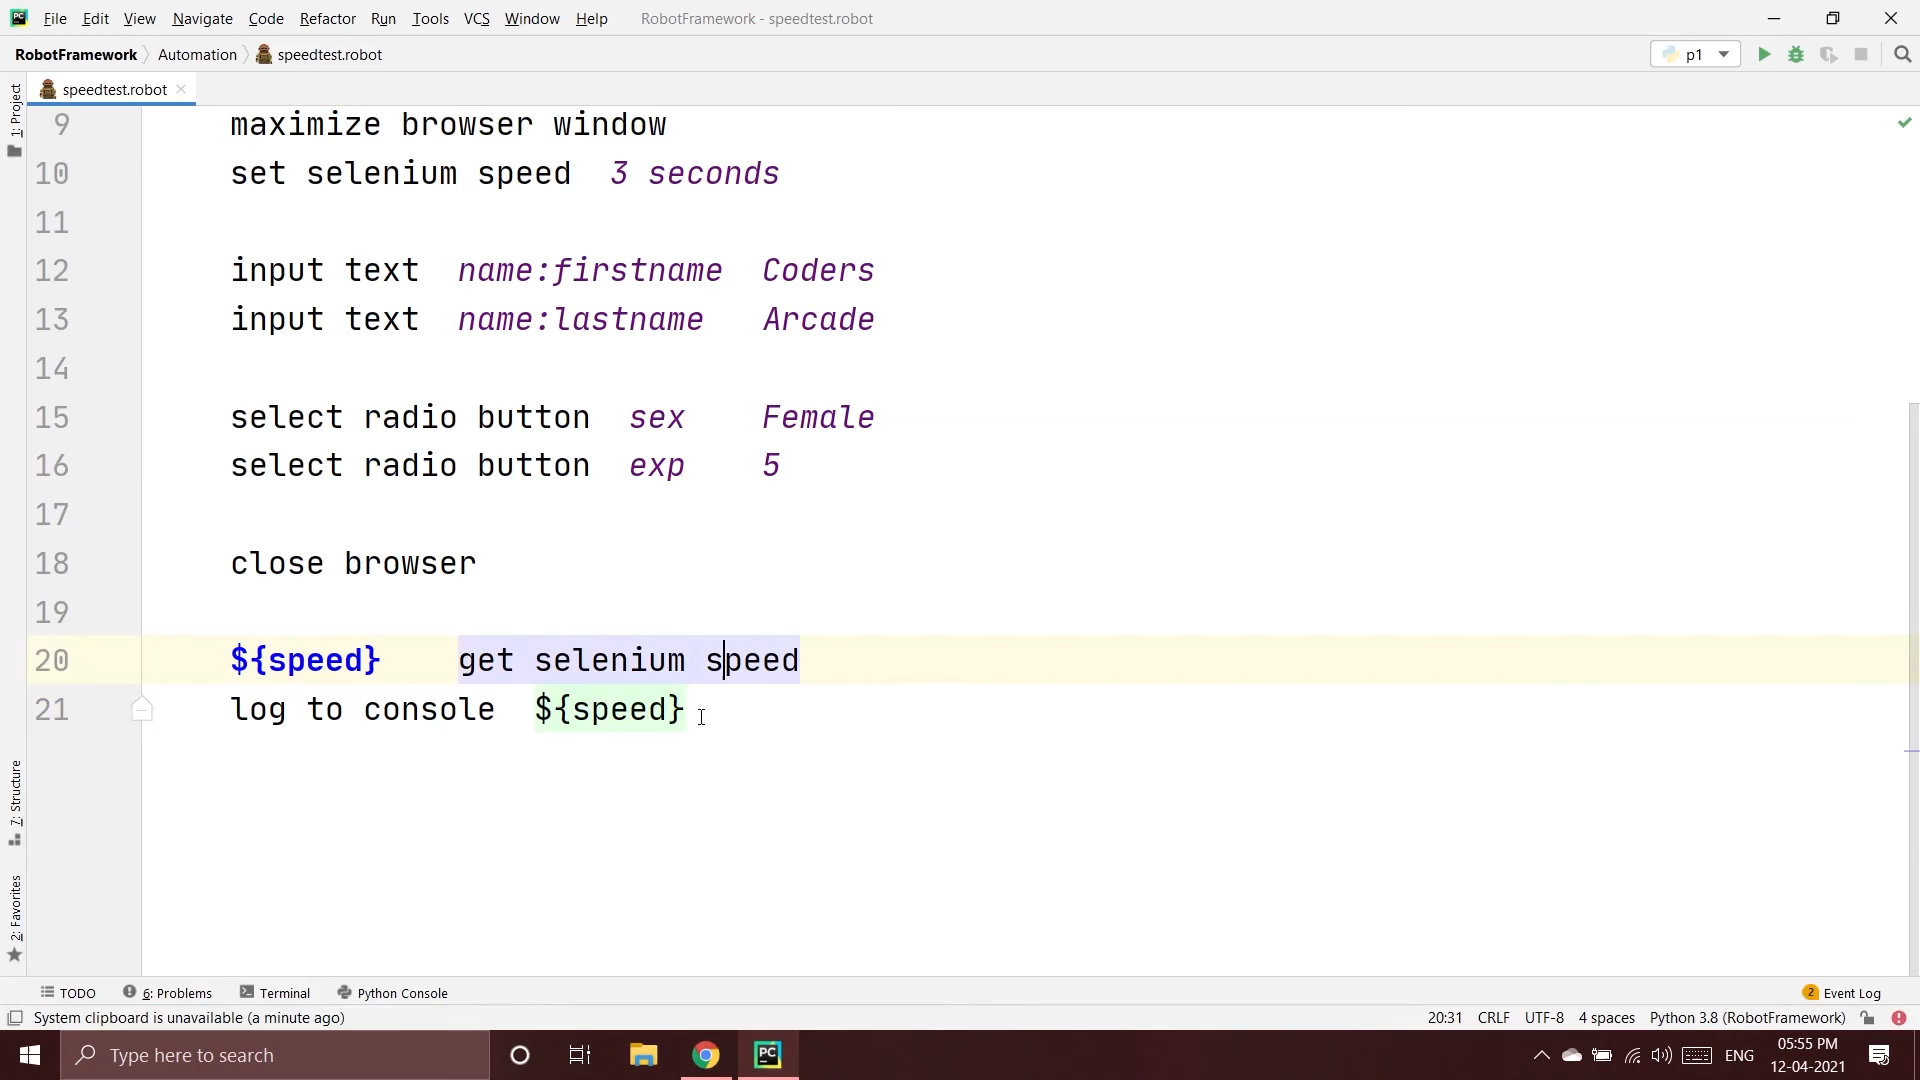 File Edit View Navigate Code Refactor Run Tools VCS Window Help RobotFramework - speedtest.robot
RobotFramework Automation speedtest.robot p1
speedtest.robot
1: Project
9 maximize browser window
10 set selenium speed 3 seconds
11
12 input text name:firstname Coders
13 input text name:lastname Arcade
14
15 select radio button sex Female
16 select radio button exp 5
17
18 close browser
19
20 ${speed} get selenium speed
21 log to console ${speed}
7: Structure
2: Favorites
TODO 6: Problems Terminal Python Console 2 Event Log
System clipboard is unavailable (a minute ago) 20:31 CRLF UTF-8 4 spaces Python 3.8 (RobotFramework)
Type here to search PC ENG 05:55 PM
12-04-2021